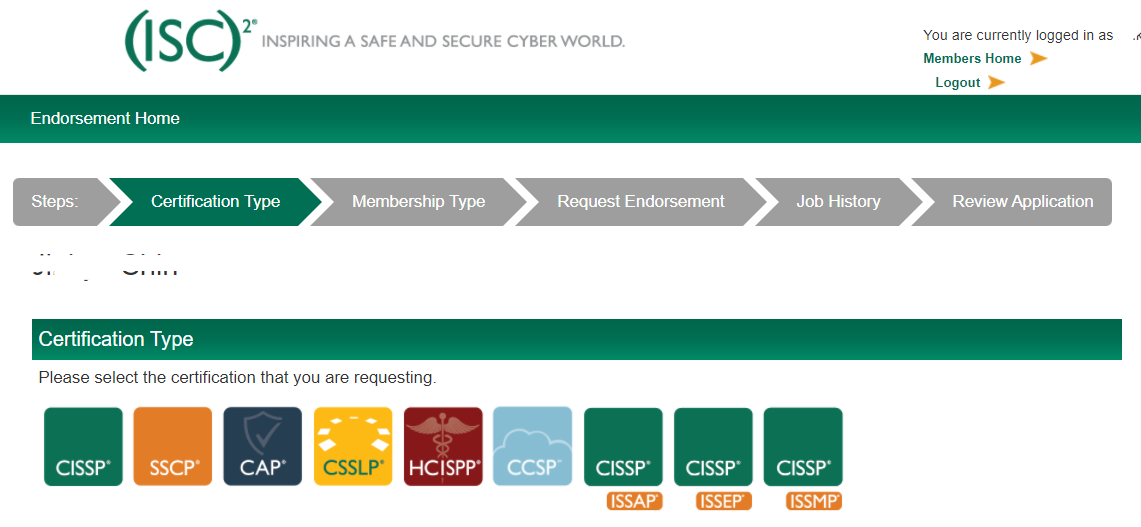 (ISC)2® INSPIRING A SAFE AND SECURE CYBER WORLD.
You are currently logged in as
Members Home
Logout
Endorsement Home
Steps: Certification Type Membership Type Request Endorsement Job History Review Application
Certification Type
Please select the certification that you are requesting.
CISSP® SSCP® CAP® CSSLP® HCISPP® CCSP℠ CISSP® CISSP® CISSP®
ISSAP® ISSEP® ISSMP®